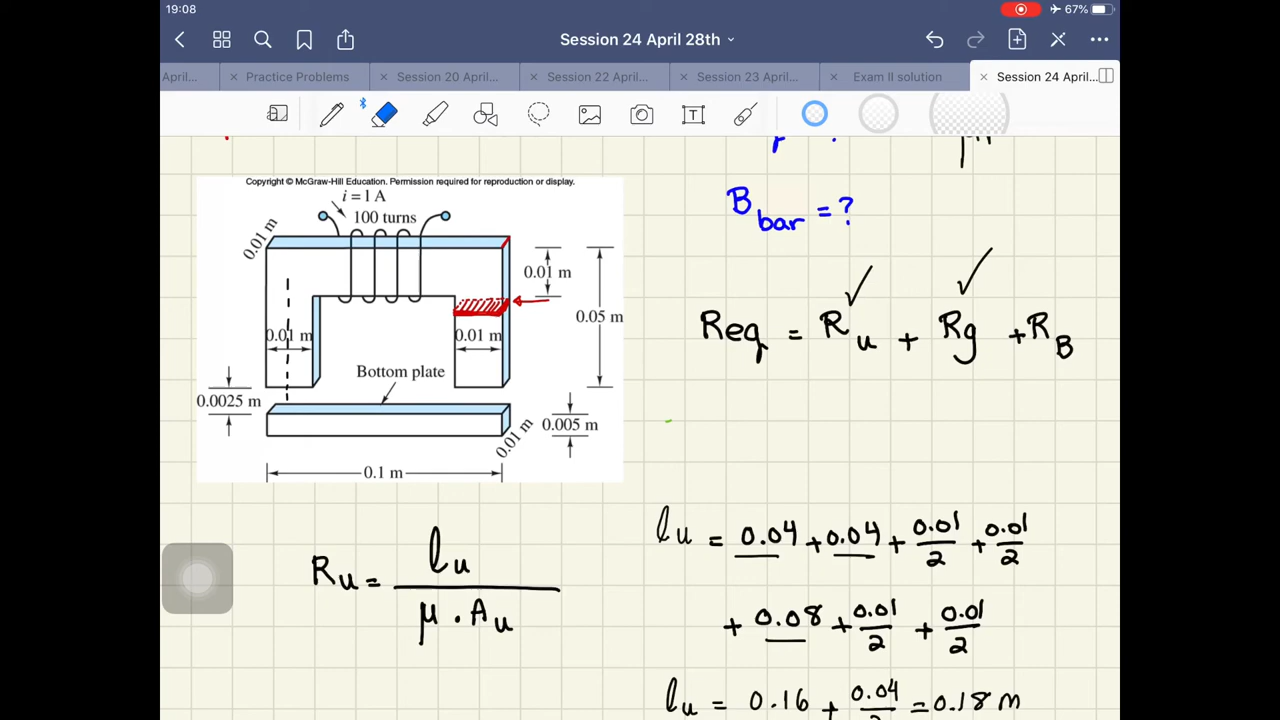 19:08
67%
Session 24 April 28th
April...
Practice Problems
Session 20 April...
Session 22 April...
Session 23 April...
Exam II solution
Session 24 April...
T
Copyright © McGraw-Hill Education. Permission required for reproduction or display.
i = 1 A
100 turns
0.01 m
0.01 m
0.05 m
0.01 m
0.01 m
Bottom plate
0.0025 m
0.005 m
0.01 m
0.1 m
B bar = ?
Req = Ru + Rg + RB
lu = 0.04 + 0.04 + 0.01/2 + 0.01/2
+ 0.08 + 0.01/2 + 0.01/2
Ru = lu / μ . Au
lu = 0.16 + 0.04/2 = 0.18 m